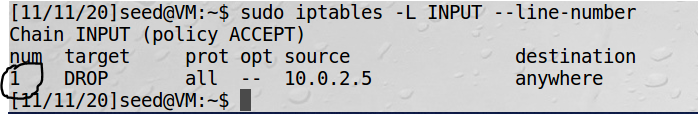 [11/11/20]seed@VM:~$ sudo iptables -L INPUT --line-number
Chain INPUT (policy ACCEPT)
num target prot opt source destination
1 DROP all -- 10.0.2.5 anywhere
[11/11/20]seed@VM:~$